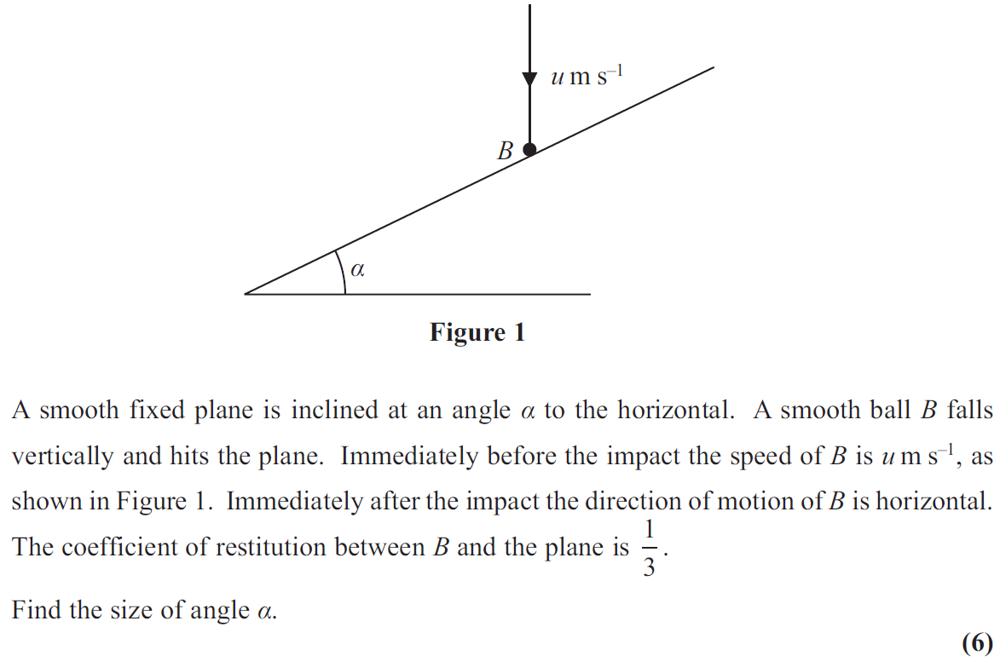 u m s⁻¹
B
α
Figure 1
A smooth fixed plane is inclined at an angle α to the horizontal. A smooth ball B falls
vertically and hits the plane. Immediately before the impact the speed of B is u m s⁻¹, as
shown in Figure 1. Immediately after the impact the direction of motion of B is horizontal.
The coefficient of restitution between B and the plane is 1/3.
Find the size of angle α.
(6)